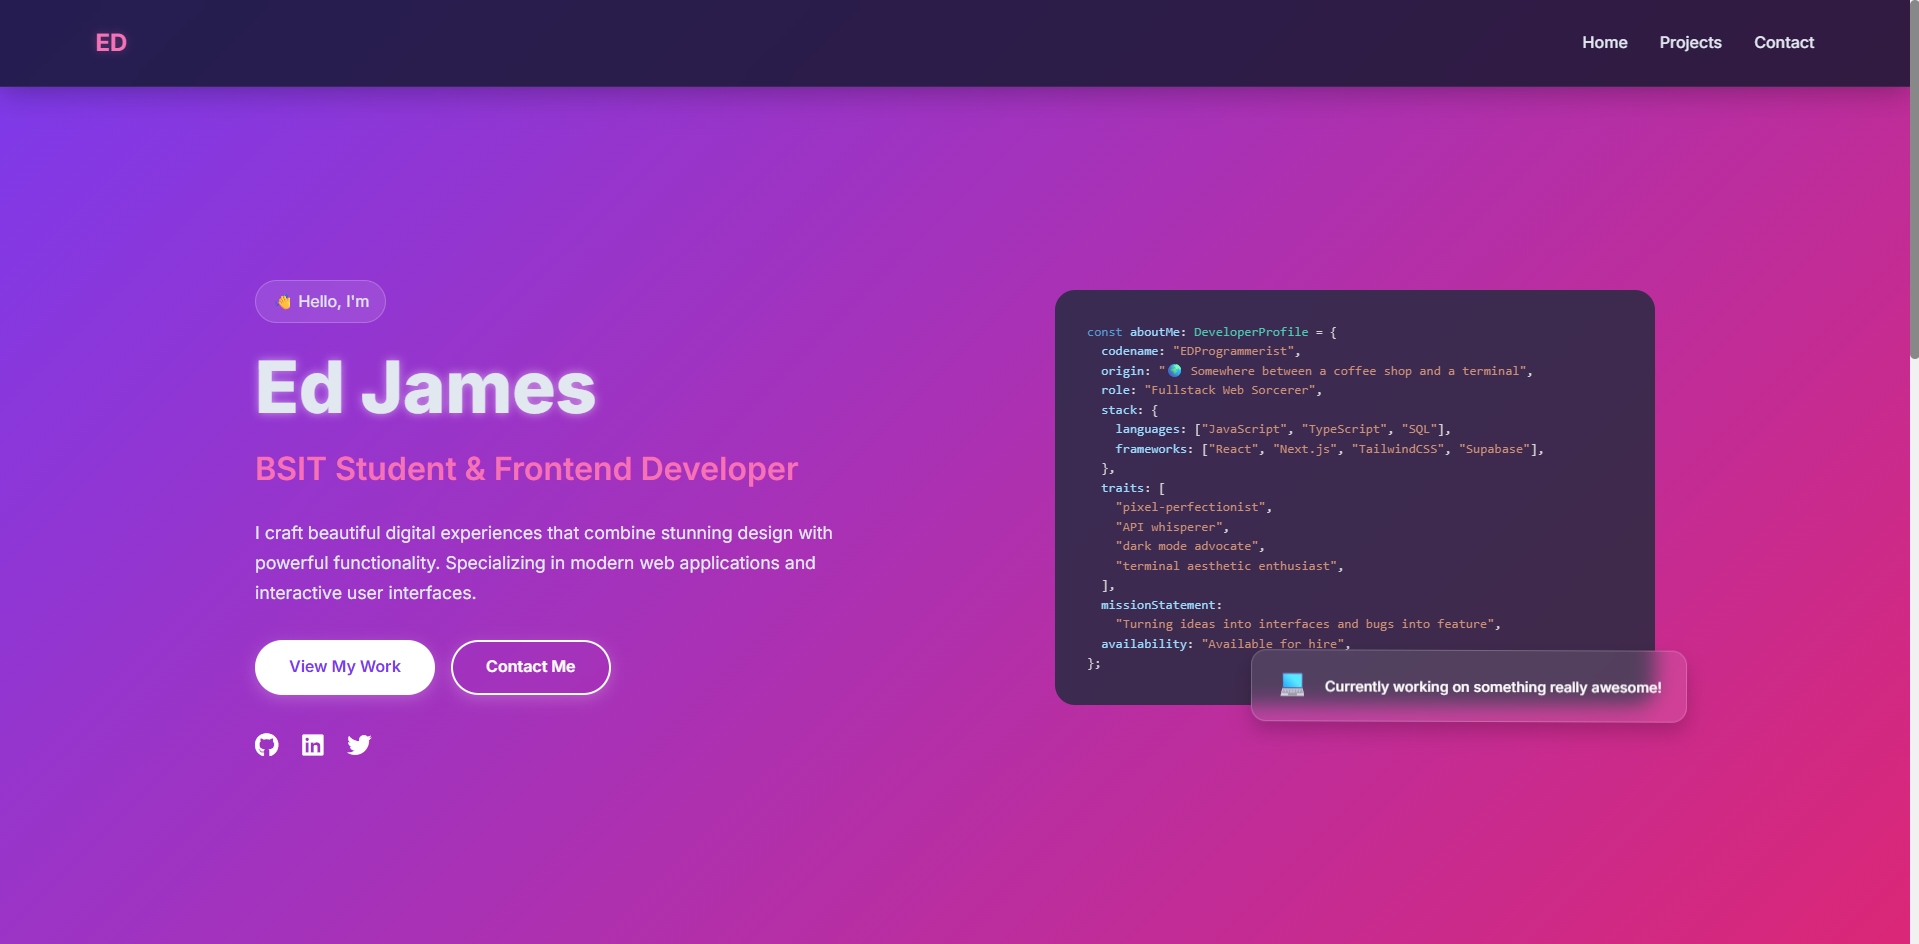 ED
Home Projects Contact
👋 Hello, I'm
Ed James
BSIT Student & Frontend Developer
I craft beautiful digital experiences that combine stunning design with
powerful functionality. Specializing in modern web applications and
interactive user interfaces.
View My Work
Contact Me
const aboutMe: DeveloperProfile = {
  codename: "EDProgrammerist",
  origin: "🌍 Somewhere between a coffee shop and a terminal",
  role: "Fullstack Web Sorcerer",
  stack: {
    languages: ["JavaScript", "TypeScript", "SQL"],
    frameworks: ["React", "Next.js", "TailwindCSS", "Supabase"],
  },
  traits: [
    "pixel-perfectionist",
    "API whisperer",
    "dark mode advocate",
    "terminal aesthetic enthusiast",
  ],
  missionStatement:
    "Turning ideas into interfaces and bugs into feature",
  availability: "Available for hire",
};
💻 Currently working on something really awesome!